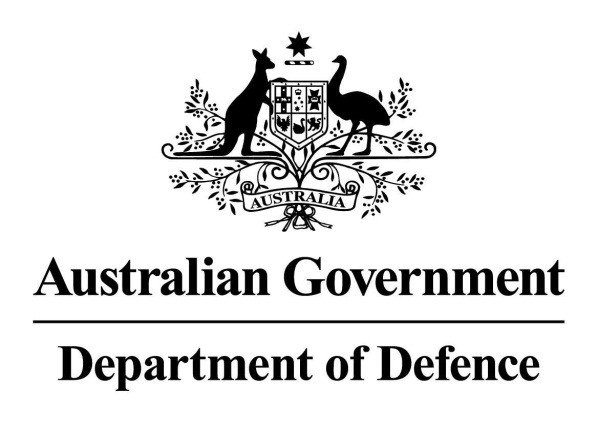 AUSTRALIA
Australian Government
Department of Defence